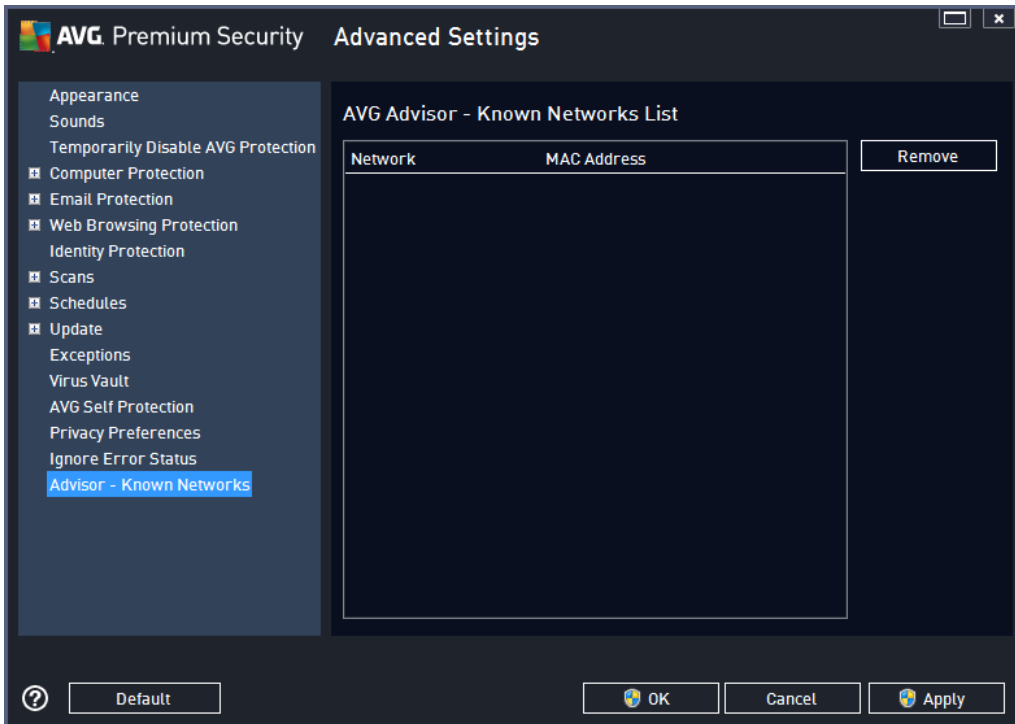 AVG. Premium Security Advanced Settings
Appearance
Sounds
Temporarily Disable AVG Protection
Computer Protection
Email Protection
Web Browsing Protection
Identity Protection
Scans
Schedules
Update
Exceptions
Virus Vault
AVG Self Protection
Privacy Preferences
Ignore Error Status
Advisor - Known Networks
AVG Advisor - Known Networks List
Network MAC Address
Remove
? Default OK Cancel Apply